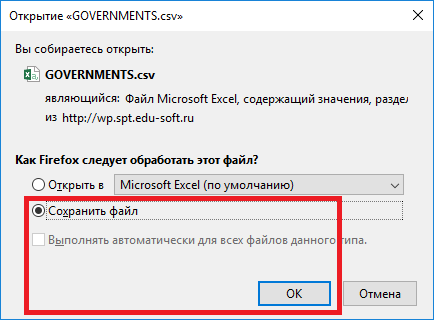 Открытие «GOVERNMENTS.csv»
Вы собираетесь открыть:
GOVERNMENTS.csv
являющийся: Файл Microsoft Excel, содержащий значения, раздел
из http://wp.spt.edu-soft.ru
Как Firefox следует обработать этот файл?
Открыть в Microsoft Excel (по умолчанию)
Сохранить файл
Выполнять автоматически для всех файлов данного типа.
OK Отмена